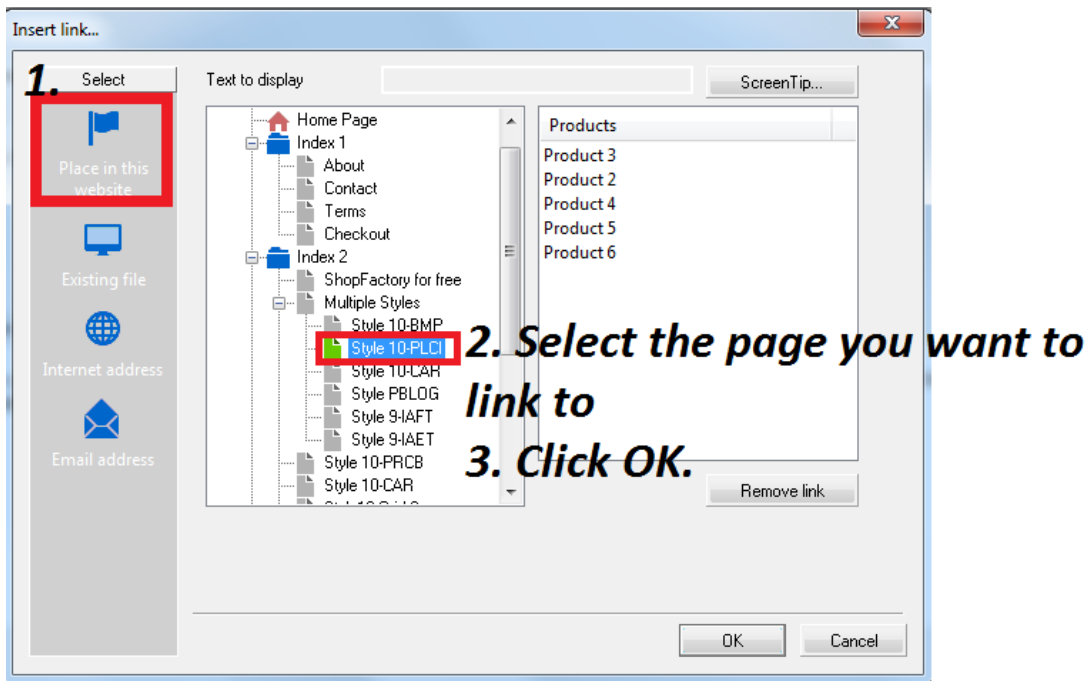 Insert link...
1.
Select
Text to display
ScreenTip...
Place in this
website
Existing file
Internet address
Email address
Home Page
Index 1
About
Contact
Terms
Checkout
Index 2
ShopFactory for free
Multiple Styles
Style 10-BMP
Style 10-PLCI
Style 10-CAR
Style PBLOG
Style 9-IAFT
Style 9-IAET
Style 10-PRCB
Style 10-CAR
Products
Product 3
Product 2
Product 4
Product 5
Product 6
2. Select the page you want to
link to
3. Click OK.
Remove link
OK
Cancel